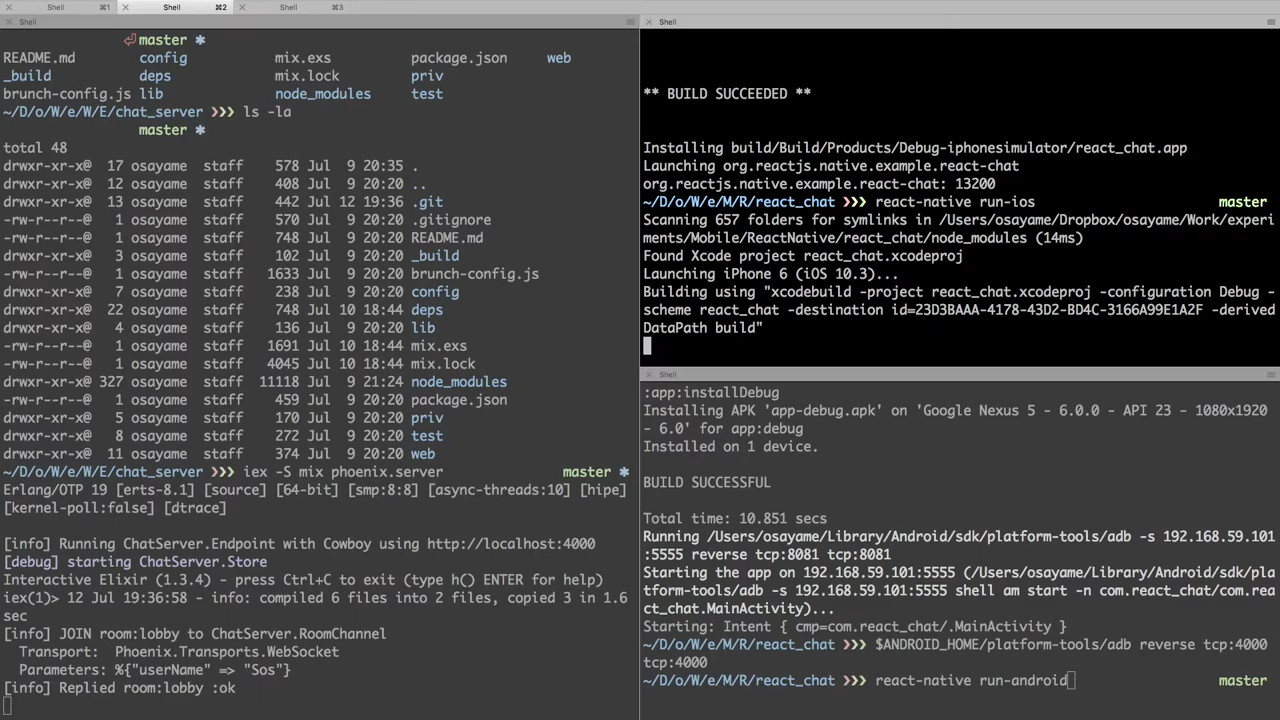 Shell ⌘1 Shell ⌘2 Shell ⌘3
Shell
master *
README.md config mix.exs package.json web
_build deps mix.lock priv
brunch-config.js lib node_modules test
~/D/o/W/e/W/E/chat_server ❯❯❯ ls -la
master *
total 48
drwxr-xr-x@ 17 osayame staff 578 Jul 9 20:35 .
drwxr-xr-x@ 12 osayame staff 408 Jul 9 20:20 ..
drwxr-xr-x@ 13 osayame staff 442 Jul 12 19:36 .git
-rw-r--r--@ 1 osayame staff 570 Jul 9 20:20 .gitignore
-rw-r--r--@ 1 osayame staff 748 Jul 9 20:20 README.md
drwxr-xr-x@ 3 osayame staff 102 Jul 9 20:20 _build
-rw-r--r--@ 1 osayame staff 1633 Jul 9 20:20 brunch-config.js
drwxr-xr-x@ 7 osayame staff 238 Jul 9 20:20 config
drwxr-xr-x@ 22 osayame staff 748 Jul 10 18:44 deps
drwxr-xr-x@ 4 osayame staff 136 Jul 9 20:20 lib
-rw-r--r--@ 1 osayame staff 1691 Jul 10 18:44 mix.exs
-rw-r--r--@ 1 osayame staff 4045 Jul 10 18:44 mix.lock
drwxr-xr-x@ 327 osayame staff 11118 Jul 9 21:24 node_modules
-rw-r--r--@ 1 osayame staff 459 Jul 9 20:20 package.json
drwxr-xr-x@ 5 osayame staff 170 Jul 9 20:20 priv
drwxr-xr-x@ 8 osayame staff 272 Jul 9 20:20 test
drwxr-xr-x@ 11 osayame staff 374 Jul 9 20:20 web
~/D/o/W/e/W/E/chat_server ❯❯❯ iex -S mix phoenix.server master *
Erlang/OTP 19 [erts-8.1] [source] [64-bit] [smp:8:8] [async-threads:10] [hipe]
[kernel-poll:false] [dtrace]
[info] Running ChatServer.Endpoint with Cowboy using http://localhost:4000
[debug] starting ChatServer.Store
Interactive Elixir (1.3.4) - press Ctrl+C to exit (type h() ENTER for help)
iex(1)> 12 Jul 19:36:58 - info: compiled 6 files into 2 files, copied 3 in 1.6
sec
[info] JOIN room:lobby to ChatServer.RoomChannel
Transport: Phoenix.Transports.WebSocket
Parameters: %{"userName" => "Sos"}
[info] Replied room:lobby :ok
Shell
** BUILD SUCCEEDED **
Installing build/Build/Products/Debug-iphonesimulator/react_chat.app
Launching org.reactjs.native.example.react-chat
org.reactjs.native.example.react-chat: 13200
~/D/o/W/e/M/R/react_chat ❯❯❯ react-native run-ios master
Scanning 657 folders for symlinks in /Users/osayame/Dropbox/osayame/Work/experi
ments/Mobile/ReactNative/react_chat/node_modules (14ms)
Found Xcode project react_chat.xcodeproj
Launching iPhone 6 (iOS 10.3)...
Building using "xcodebuild -project react_chat.xcodeproj -configuration Debug -
scheme react_chat -destination id=23D3BAAA-4178-43D2-BD4C-3166A99E1A2F -derived
DataPath build"
Shell
:app:installDebug
Installing APK 'app-debug.apk' on 'Google Nexus 5 - 6.0.0 - API 23 - 1080x1920
- 6.0' for app:debug
Installed on 1 device.
BUILD SUCCESSFUL
Total time: 10.851 secs
Running /Users/osayame/Library/Android/sdk/platform-tools/adb -s 192.168.59.101
:5555 reverse tcp:8081 tcp:8081
Starting the app on 192.168.59.101:5555 (/Users/osayame/Library/Android/sdk/pla
tform-tools/adb -s 192.168.59.101:5555 shell am start -n com.react_chat/com.rea
ct_chat.MainActivity)...
Starting: Intent { cmp=com.react_chat/.MainActivity }
~/D/o/W/e/M/R/react_chat ❯❯❯ $ANDROID_HOME/platform-tools/adb reverse tcp:4000
tcp:4000
~/D/o/W/e/M/R/react_chat ❯❯❯ react-native run-android master